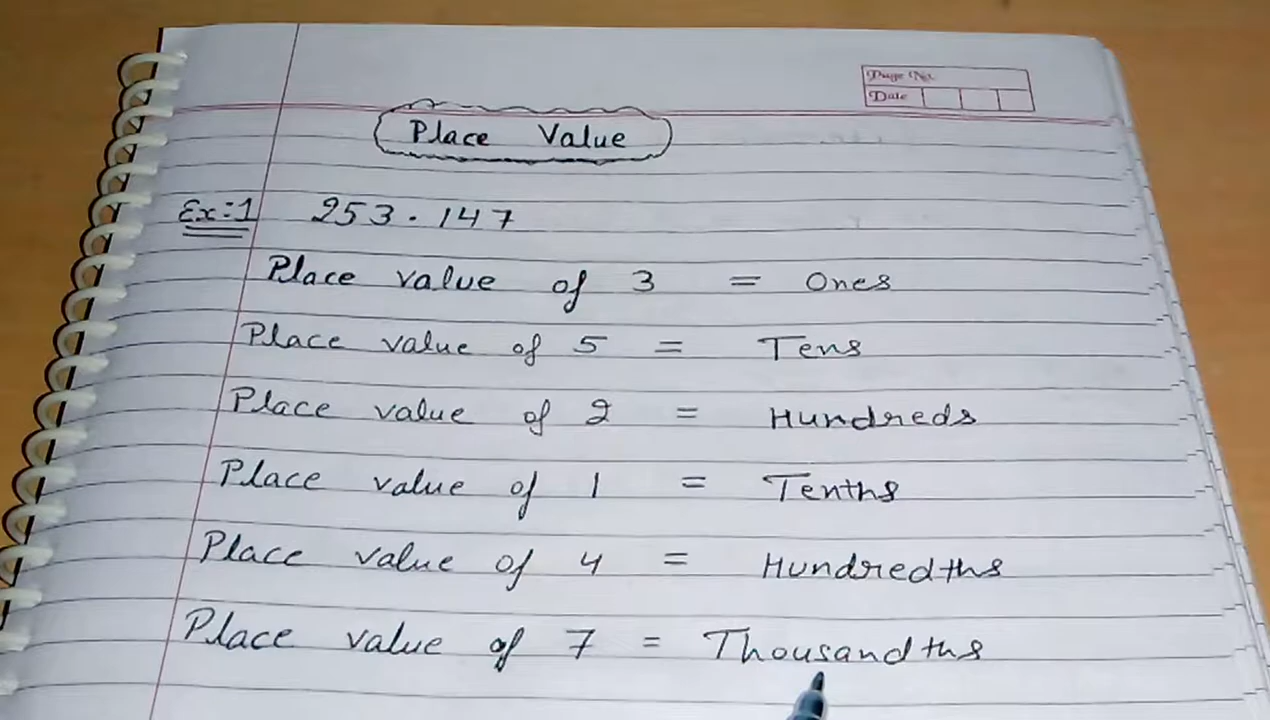 Page No.
Date
Place Value
Ex:1 253.147
Place value of 3 = Ones
Place value of 5 = Tens
Place value of 2 = Hundreds
Place value of 1 = Tenths
Place value of 4 = Hundredths
Place value of 7 = Thousandths